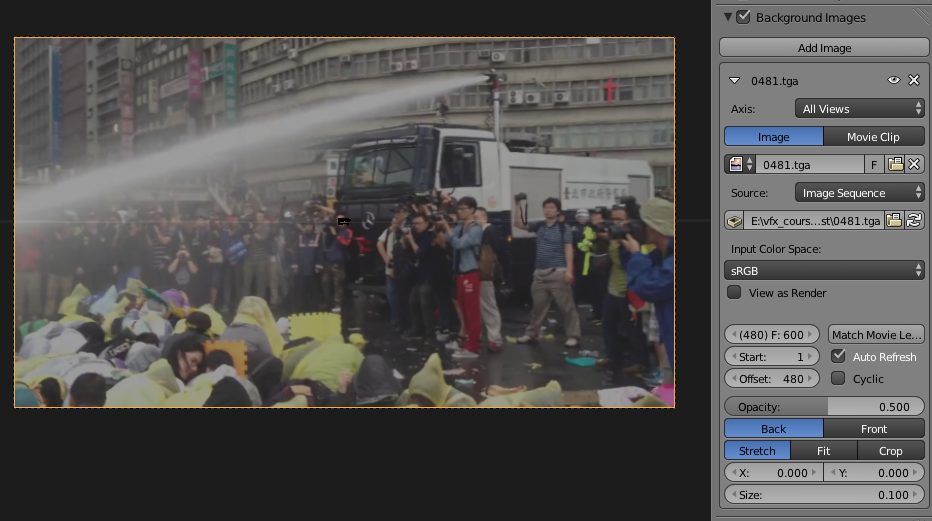 Background Images
Add Image
0481.tga
Axis: All Views
Image Movie Clip
0481.tga F
Source: Image Sequence
E:\vfx_cours...st\0481.tga
Input Color Space:
sRGB
View as Render
(480) F: 600 Match Movie Le...
Start: 1 Auto Refresh
Offset: 480 Cyclic
Opacity: 0.500
Back Front
Stretch Fit Crop
X: 0.000 Y: 0.000
Size: 0.100